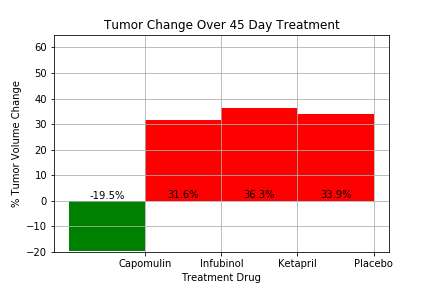 Tumor Change Over 45 Day Treatment
% Tumor Volume Change
60
50
40
30
20
10
0
−10
−20
-19.5%
31.6%
36.3%
33.9%
Capomulin
Infubinol
Ketapril
Placebo
Treatment Drug